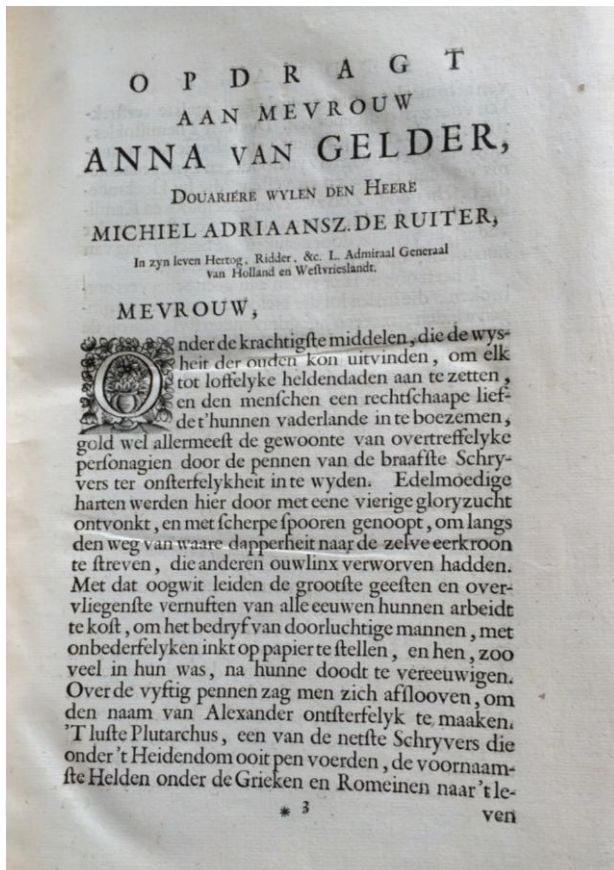 OPDRAGT
AAN MEVROUW
ANNA VAN GELDER,
DOUARIÉRE WYLEN DEN HEERE
MICHIEL ADRIAANSZ. DE RUITER,
In zyn leven Hertog, Ridder, &c. L. Admiraal Generaal
van Holland en Weſtvrieslandt.
MEVROUW,
Onder de krachtigſte middelen, die de wys-
heit der ouden kon uitvinden, om elk
tot loffelyke heldendaden aan te zetten,
en den menſchen een rechtſchaape lief-
de t'hunnen vaderlande in te boezemen,
gold wel allermeeſt de gewoonte van overtreffelyke
perſonagien door de pennen van de braafſte Schry-
vers ter onſterfelykheit in te wyden. Edelmoedige
harten werden hier door met eene vierige gloryzucht
ontvonkt, en met ſcherpe ſpooren genoopt, om langs
den weg van waare dapperheit naar de zelve eerkroon
te ſtreven, die anderen ouwlinx verworven hadden.
Met dat oogwit leiden de grootſte geeſten en over-
vliegenſte vernuften van alle eeuwen hunnen arbeidt
te koſt, om het bedryf van doorluchtige mannen, met
onbederfelyken inkt op papier te ſtellen, en hen, zoo
veel in hun was, na hunne doodt te vereeuwigen.
Over de vyftig pennen zag men zich afſlooven, om
den naam van Alexander ontſterfelyk te maaken.
'T luſte Plutarchus, een van de netſte Schryvers die
onder 't Heidendom ooit pen voerden, de voornaam-
ſte Helden onder de Grieken en Romeinen naar 't le-
* 3
ven